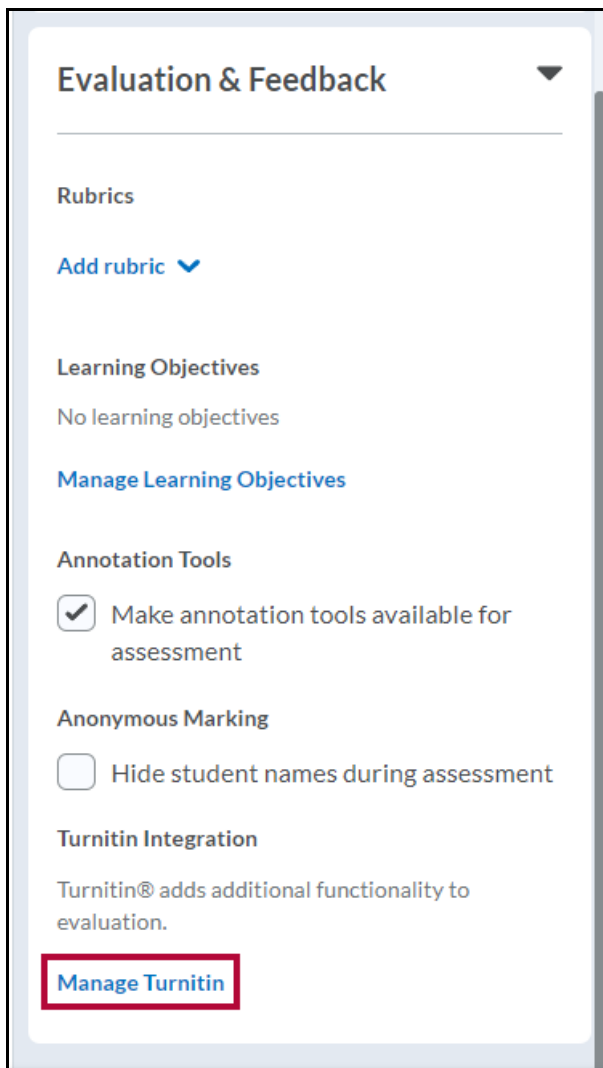 Evaluation & Feedback
Rubrics
Add rubric
Learning Objectives
No learning objectives
Manage Learning Objectives
Annotation Tools
Make annotation tools available for
assessment
Anonymous Marking
Hide student names during assessment
Turnitin Integration
Turnitin® adds additional functionality to
evaluation.
Manage Turnitin